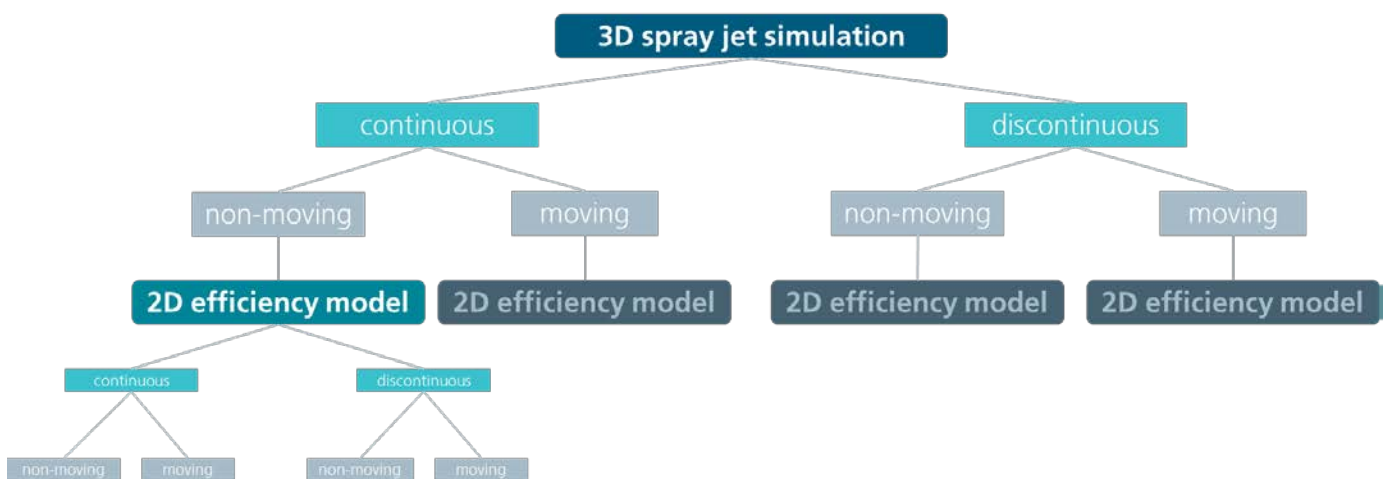 3D spray jet simulation
continuous
discontinuous
non-moving
moving
non-moving
moving
2D efficiency model
2D efficiency model
2D efficiency model
2D efficiency model
continuous
discontinuous
non-moving
moving
non-moving
moving